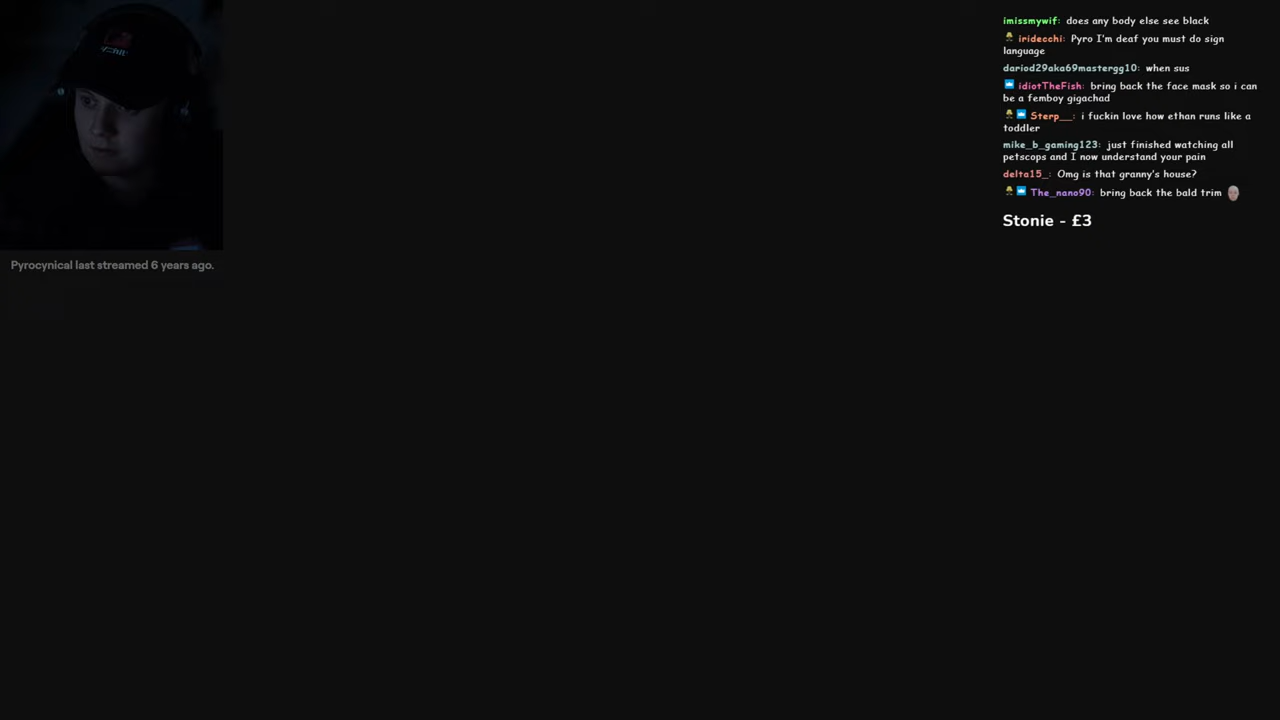 imissmywif: does any body else see black
iridecchi: Pyro I'm deaf you must do sign
language
dariod29aka69mastergg10: when sus
idiotTheFish: bring back the face mask so i can
be a femboy gigachad
Sterp__: i fuckin love how ethan runs like a
toddler
mike_b_gaming123: just finished watching all
petscops and I now understand your pain
delta15_: Omg is that granny's house?
The_nano90: bring back the bald trim
Stonie - £3
Pyrocynical last streamed 6 years ago.